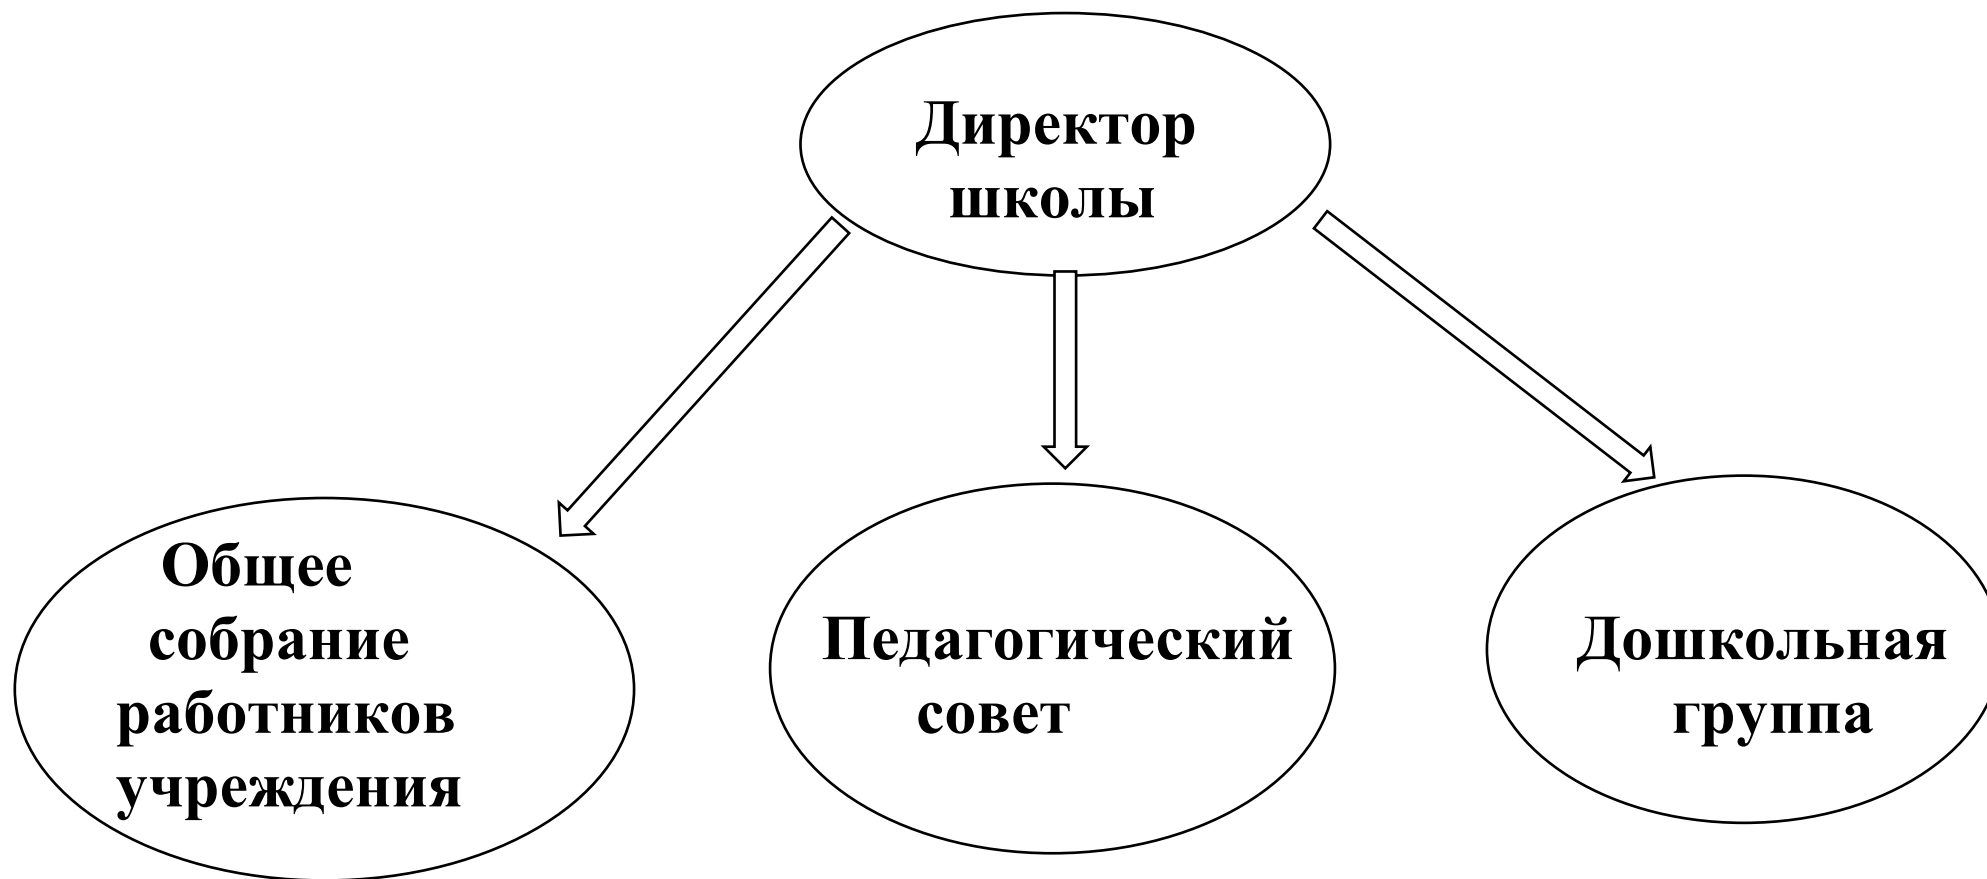 Директор
школы
Общее
собрание
работников
учреждения
Педагогический
совет
Дошкольная
группа